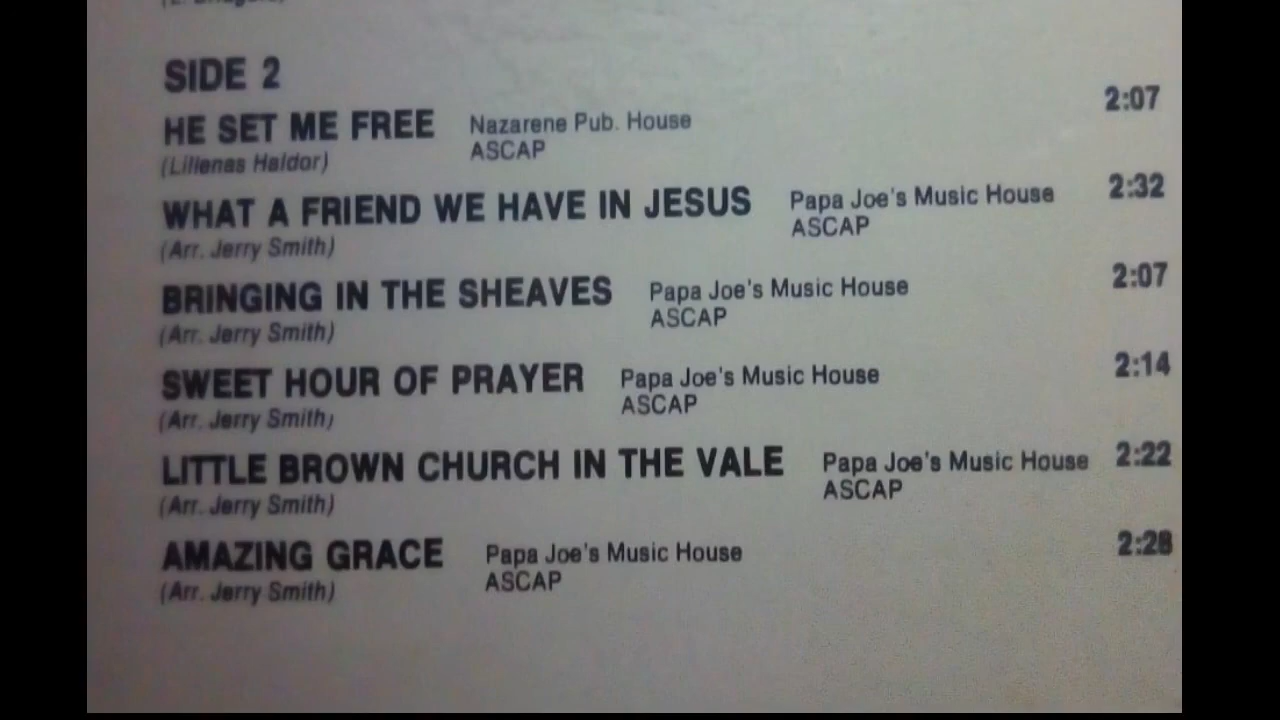 SIDE 2
HE SET ME FREE Nazarene Pub. House 2:07
(Lillenas Haldor) ASCAP
WHAT A FRIEND WE HAVE IN JESUS Papa Joe's Music House 2:32
(Arr. Jerry Smith) ASCAP
BRINGING IN THE SHEAVES Papa Joe's Music House 2:07
(Arr. Jerry Smith) ASCAP
SWEET HOUR OF PRAYER Papa Joe's Music House 2:14
(Arr. Jerry Smith) ASCAP
LITTLE BROWN CHURCH IN THE VALE Papa Joe's Music House 2:22
(Arr. Jerry Smith) ASCAP
AMAZING GRACE Papa Joe's Music House 2:28
(Arr. Jerry Smith) ASCAP